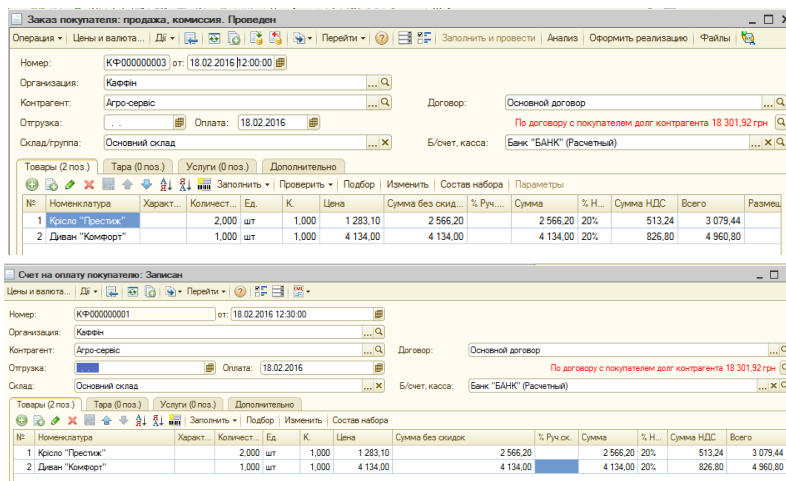 Заказ покупателя: продажа, комиссия. Проведен
Операция Цены и валюта... Дії Перейти Заполнить и провести Анализ Оформить реализацию Файлы
Номер: КФ000000003 от: 18.02.2016 12:00:00
Организация: Каффін
Контрагент: Агро-сервіс Договор: Основной договор
Отгрузка: . . Оплата: 18.02.2016 По договору с покупателем долг контрагента 18 301,92 грн
Склад/группа: Основний склад Б/счет, касса: Банк "БАНК" (Расчетный)
Товары (2 поз.) Тара (0 поз.) Услуги (0 поз.) Дополнительно
Заполнить Проверить Подбор Изменить Состав набора Параметры
№ Номенклатура Характ... Количест... Ед. К. Цена Сумма без скид... % Руч.... Сумма % Н... Сумма НДС Всего Размещ
1 Крісло "Престиж" 2,000 шт 1,000 1 283,10 2 566,20 2 566,20 20% 513,24 3 079,44
2 Диван "Комфорт" 1,000 шт 1,000 4 134,00 4 134,00 4 134,00 20% 826,80 4 960,80
Счет на оплату покупателю: Записан
Цены и валюта... Дії Перейти
Номер: КФ000000001 от: 18.02.2016 12:30:00
Организация: Каффін
Контрагент: Агро-сервіс Договор: Основной договор
Отгрузка: Оплата: 18.02.2016 По договору с покупателем долг контрагента 18 301,92 грн
Склад: Основний склад Б/счет, касса: Банк "БАНК" (Расчетный)
Товары (2 поз.) Тара (0 поз.) Услуги (0 поз.) Дополнительно
Заполнить Подбор Изменить Состав набора
№ Номенклатура Характ... Количест... Ед. К. Цена Сумма без скидок % Руч.ск. Сумма % Н... Сумма НДС Всего
1 Крісло "Престиж" 2,000 шт 1,000 1 283,10 2 566,20 2 566,20 20% 513,24 3 079,44
2 Диван "Комфорт" 1,000 шт 1,000 4 134,00 4 134,00 4 134,00 20% 826,80 4 960,80